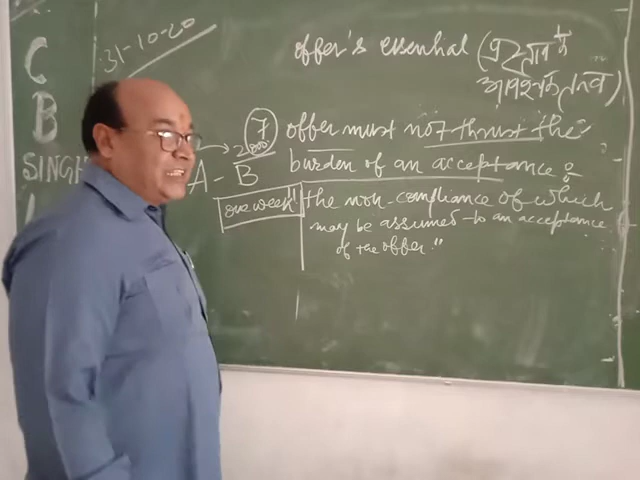 31-10-20
C
B
SINGH
offer's essential (प्रस्ताव के
आवश्यक तत्व)
7 offer must not thrust the
2000
A - B
burden of an acceptance :
one week
"the non-compliance of which
may be assumed to an acceptance
of the offer."